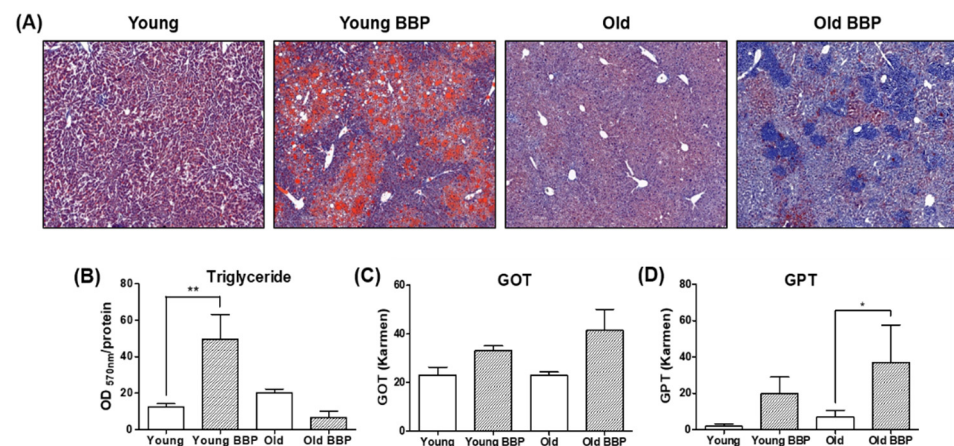 (A) Young Young BBP Old Old BBP
(B) Triglyceride
OD 570nm/protein
80
60
40
20
0
**
Young Young BBP Old Old BBP
(C) GOT
GOT (Karmen)
60
40
20
0
Young Young BBP Old Old BBP
(D) GPT
GPT (Karmen)
80
60
40
20
0
*
Young Young BBP Old Old BBP